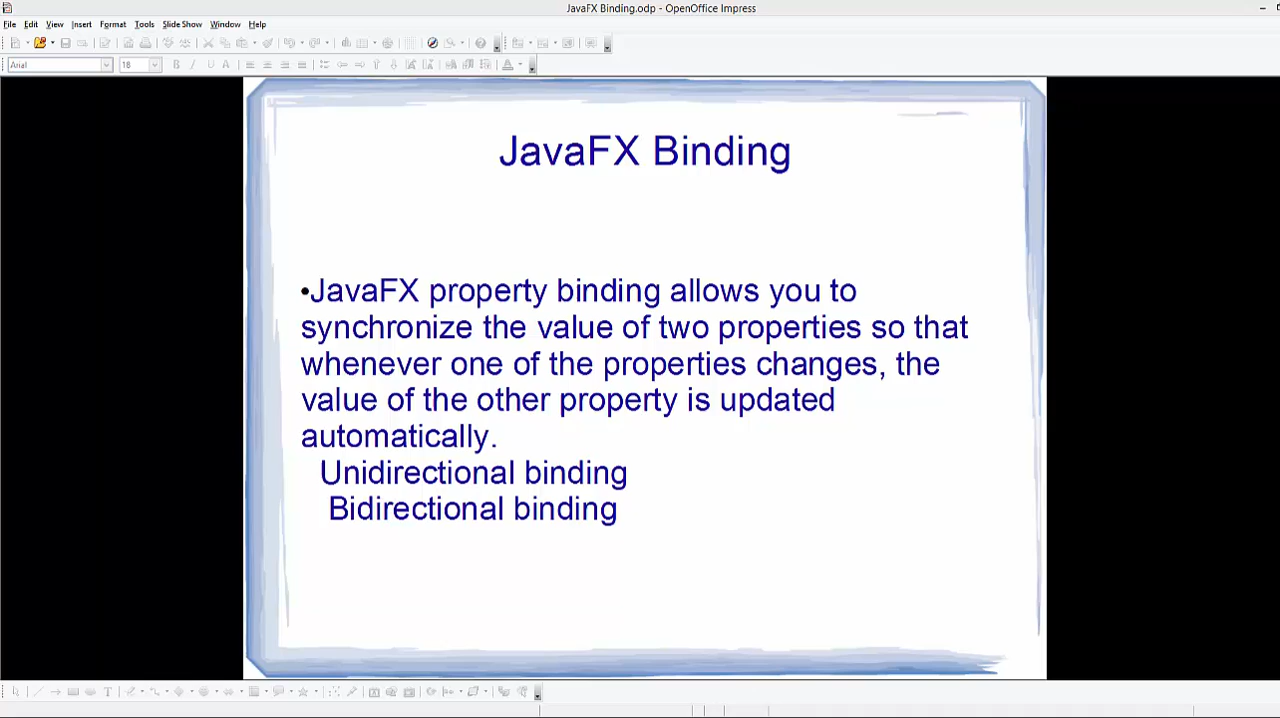 JavaFX Binding.odp - OpenOffice Impress
File Edit View Insert Format Tools Slide Show Window Help
Arial 18
JavaFX Binding
•JavaFX property binding allows you to
synchronize the value of two properties so that
whenever one of the properties changes, the
value of the other property is updated
automatically.
Unidirectional binding
Bidirectional binding